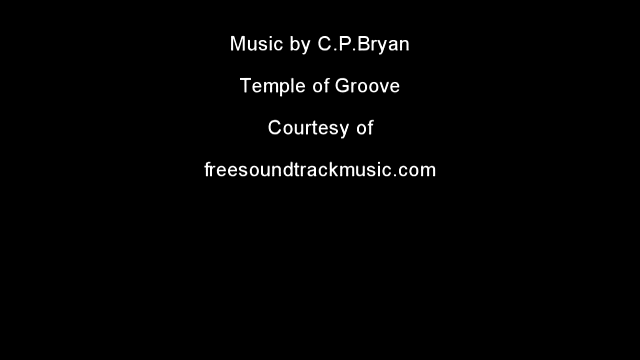 Music by C.P.Bryan
Temple of Groove
Courtesy of
freesoundtrackmusic.com